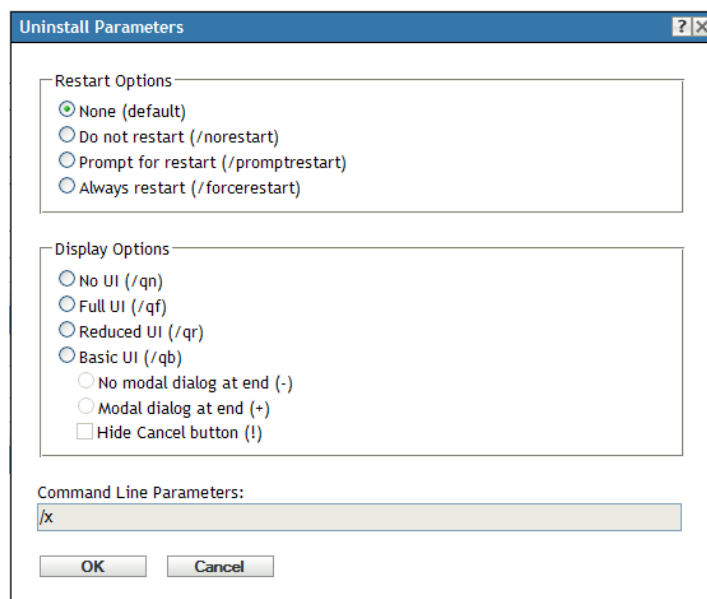 Uninstall Parameters
?
Restart Options
None (default)
Do not restart (/norestart)
Prompt for restart (/promptrestart)
Always restart (/forcerestart)
Display Options
No UI (/qn)
Full UI (/qf)
Reduced UI (/qr)
Basic UI (/qb)
No modal dialog at end (-)
Modal dialog at end (+)
Hide Cancel button (!)
Command Line Parameters:
/x
OK Cancel